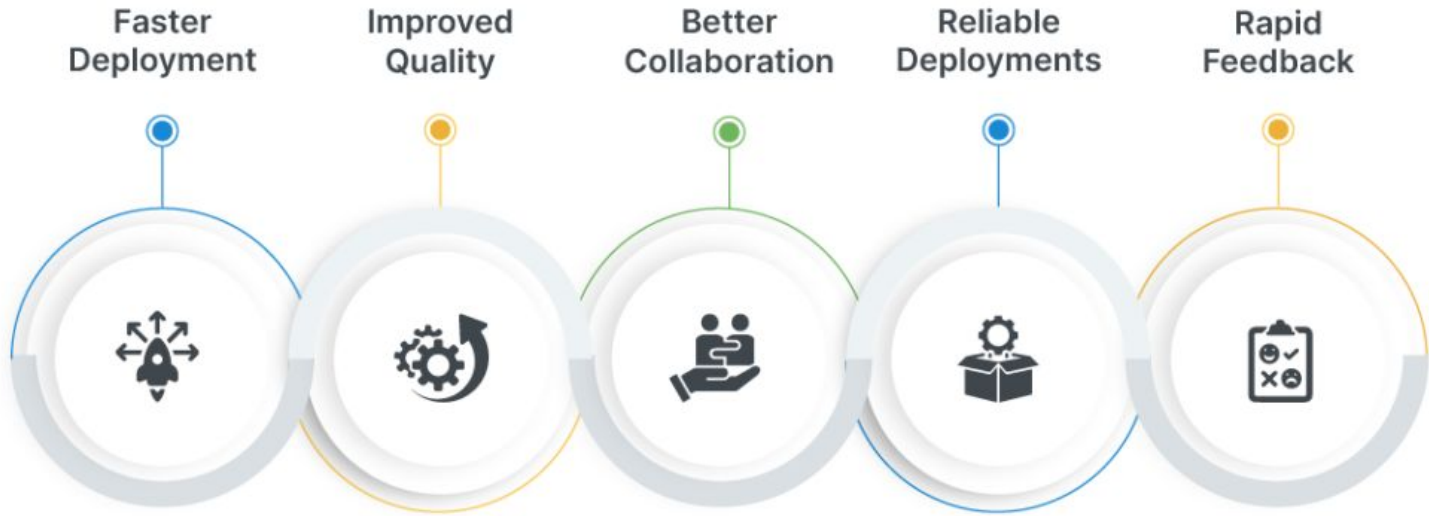 Faster
Deployment
Improved
Quality
Better
Collaboration
Reliable
Deployments
Rapid
Feedback